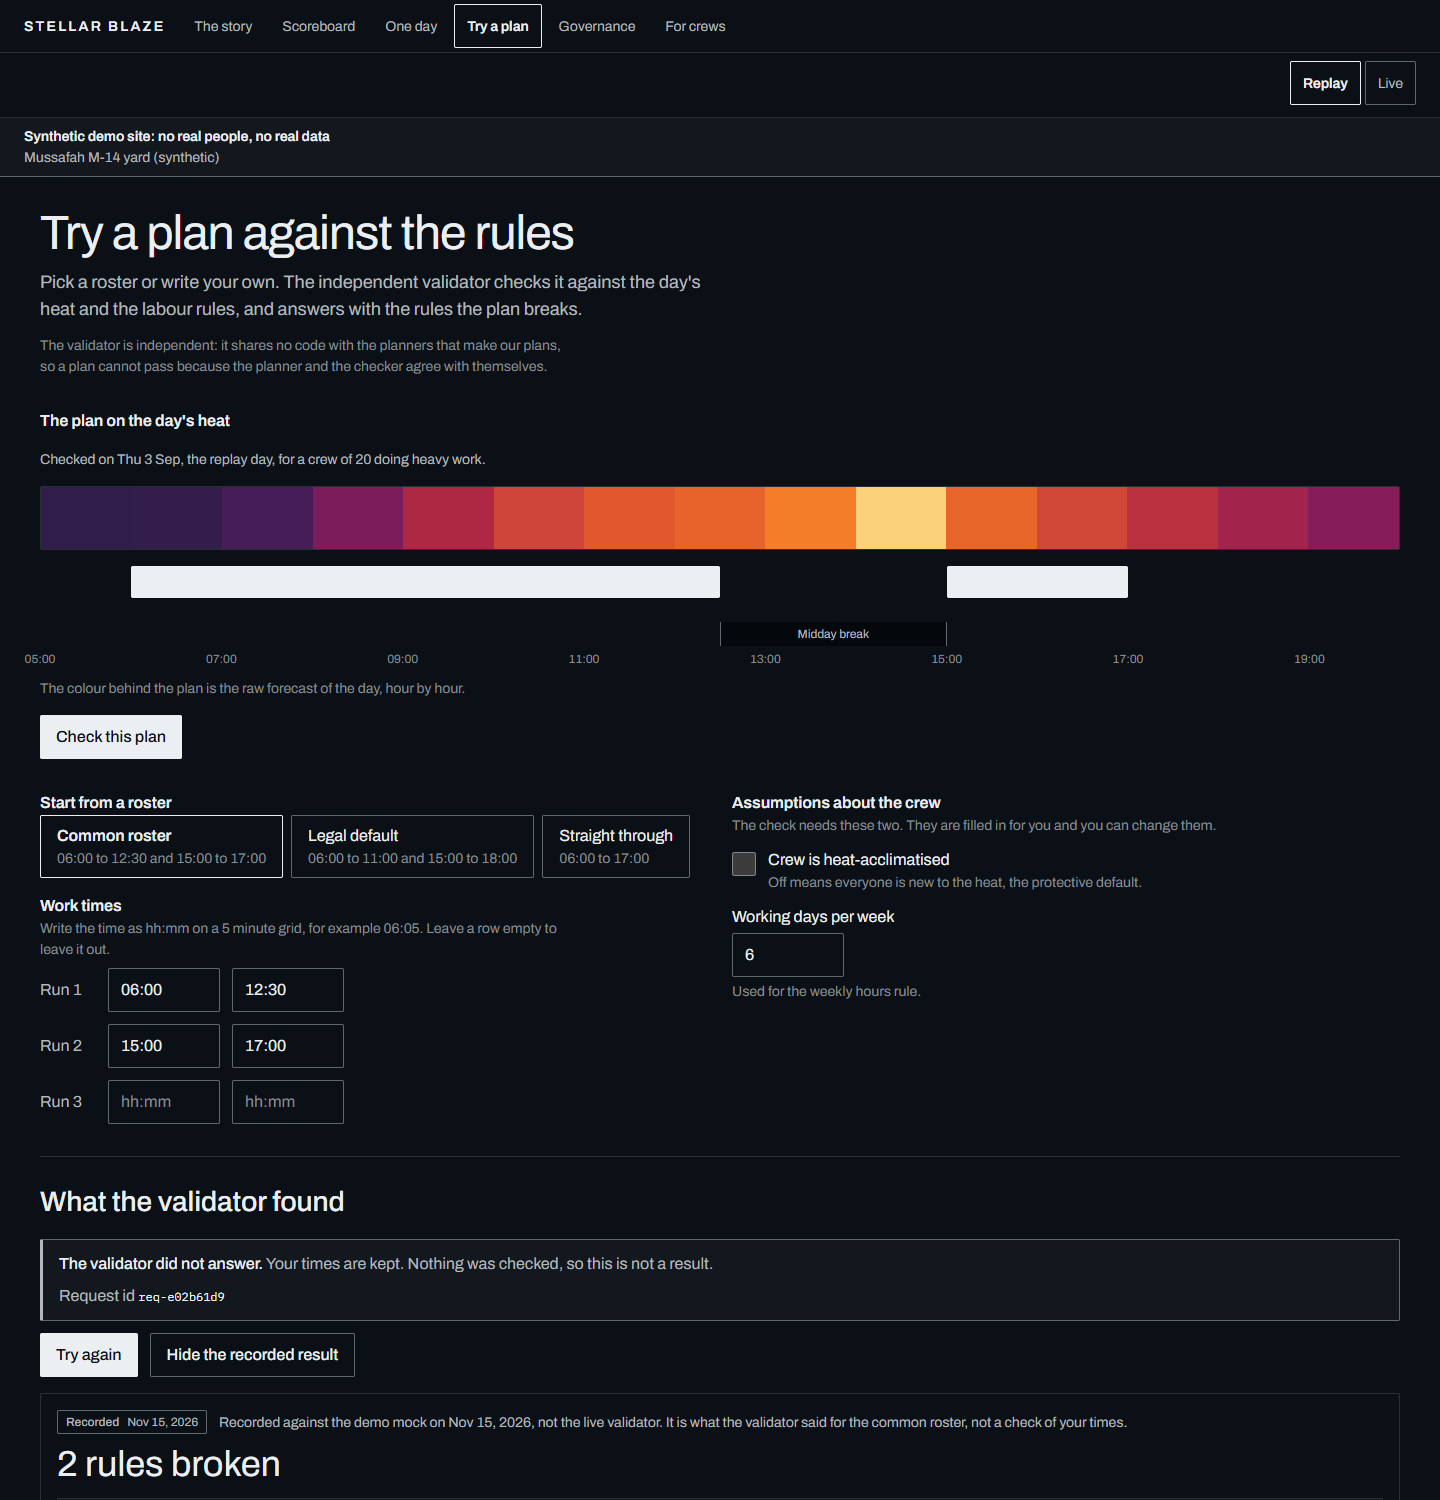 STELLAR BLAZE The story Scoreboard One day Try a plan Governance For crews
Replay Live
Synthetic demo site: no real people, no real data
Mussafah M-14 yard (synthetic)
Try a plan against the rules
Pick a roster or write your own. The independent validator checks it against the day's
heat and the labour rules, and answers with the rules the plan breaks.
The validator is independent: it shares no code with the planners that make our plans,
so a plan cannot pass because the planner and the checker agree with themselves.
The plan on the day's heat
Checked on Thu 3 Sep, the replay day, for a crew of 20 doing heavy work.
Midday break
05:00 07:00 09:00 11:00 13:00 15:00 17:00 19:00
The colour behind the plan is the raw forecast of the day, hour by hour.
Check this plan
Start from a roster
Common roster
06:00 to 12:30 and 15:00 to 17:00
Legal default
06:00 to 11:00 and 15:00 to 18:00
Straight through
06:00 to 17:00
Work times
Write the time as hh:mm on a 5 minute grid, for example 06:05. Leave a row empty to
leave it out.
Run 1 06:00 12:30
Run 2 15:00 17:00
Run 3 hh:mm hh:mm
Assumptions about the crew
The check needs these two. They are filled in for you and you can change them.
Crew is heat-acclimatised
Off means everyone is new to the heat, the protective default.
Working days per week
6
Used for the weekly hours rule.
What the validator found
The validator did not answer. Your times are kept. Nothing was checked, so this is not a result.
Request id req-e02b61d9
Try again Hide the recorded result
Recorded Nov 15, 2026 Recorded against the demo mock on Nov 15, 2026, not the live validator. It is what the validator said for the common roster, not a check of your times.
2 rules broken